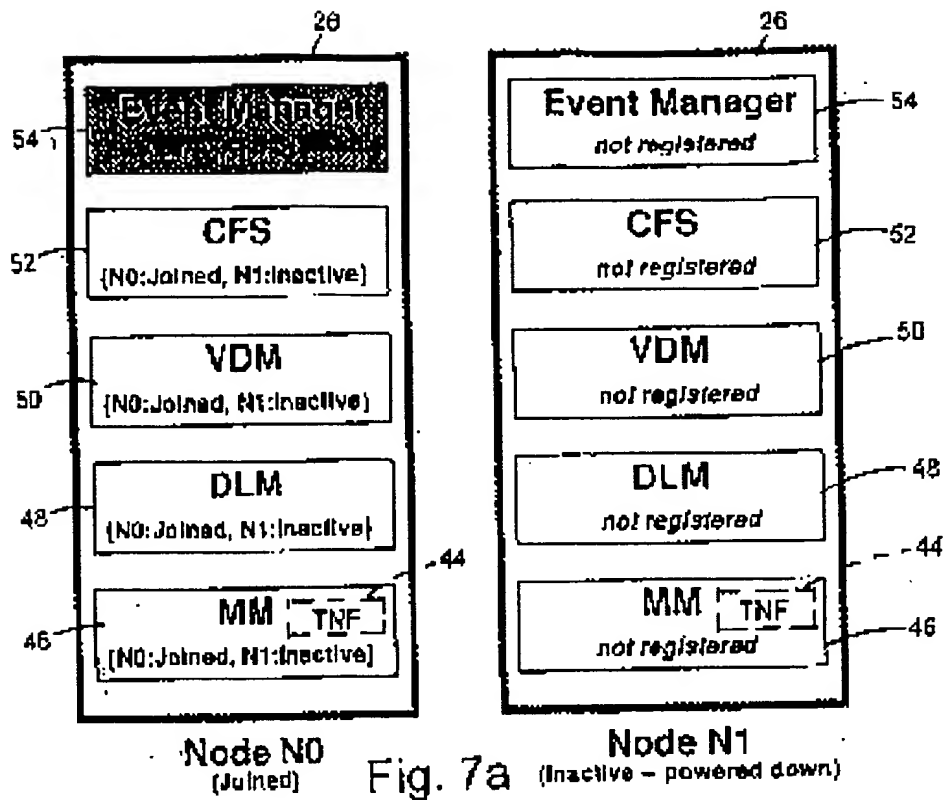 26
54
Event Manager
CFS
52
{N0:Joined, N1:Inactive}
VDM
50
{N0:Joined, N1:Inactive}
DLM
48
{N0:Joined, N1:Inactive}
44
MM
TNF
46
{N0:Joined, N1:Inactive}
Node N0
(Joined)
26
Event Manager
54
not registered
CFS
52
not registered
VDM
50
not registered
DLM
48
not registered
44
MM
TNF
46
not registered
Node N1
(Inactive – powered down)
Fig. 7a